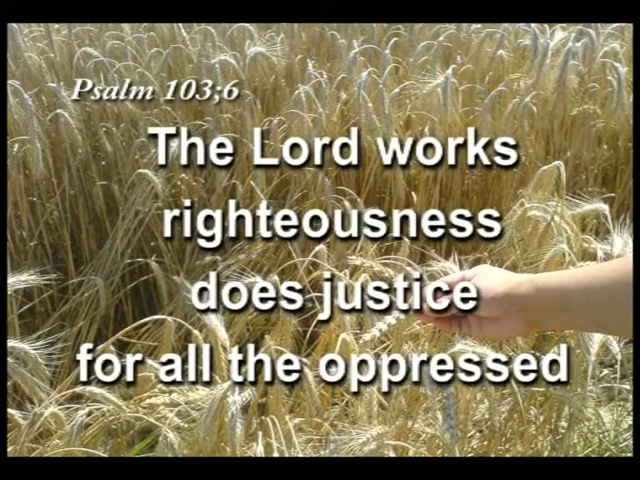 Psalm 103;6
The Lord works
righteousness
does justice
for all the oppressed